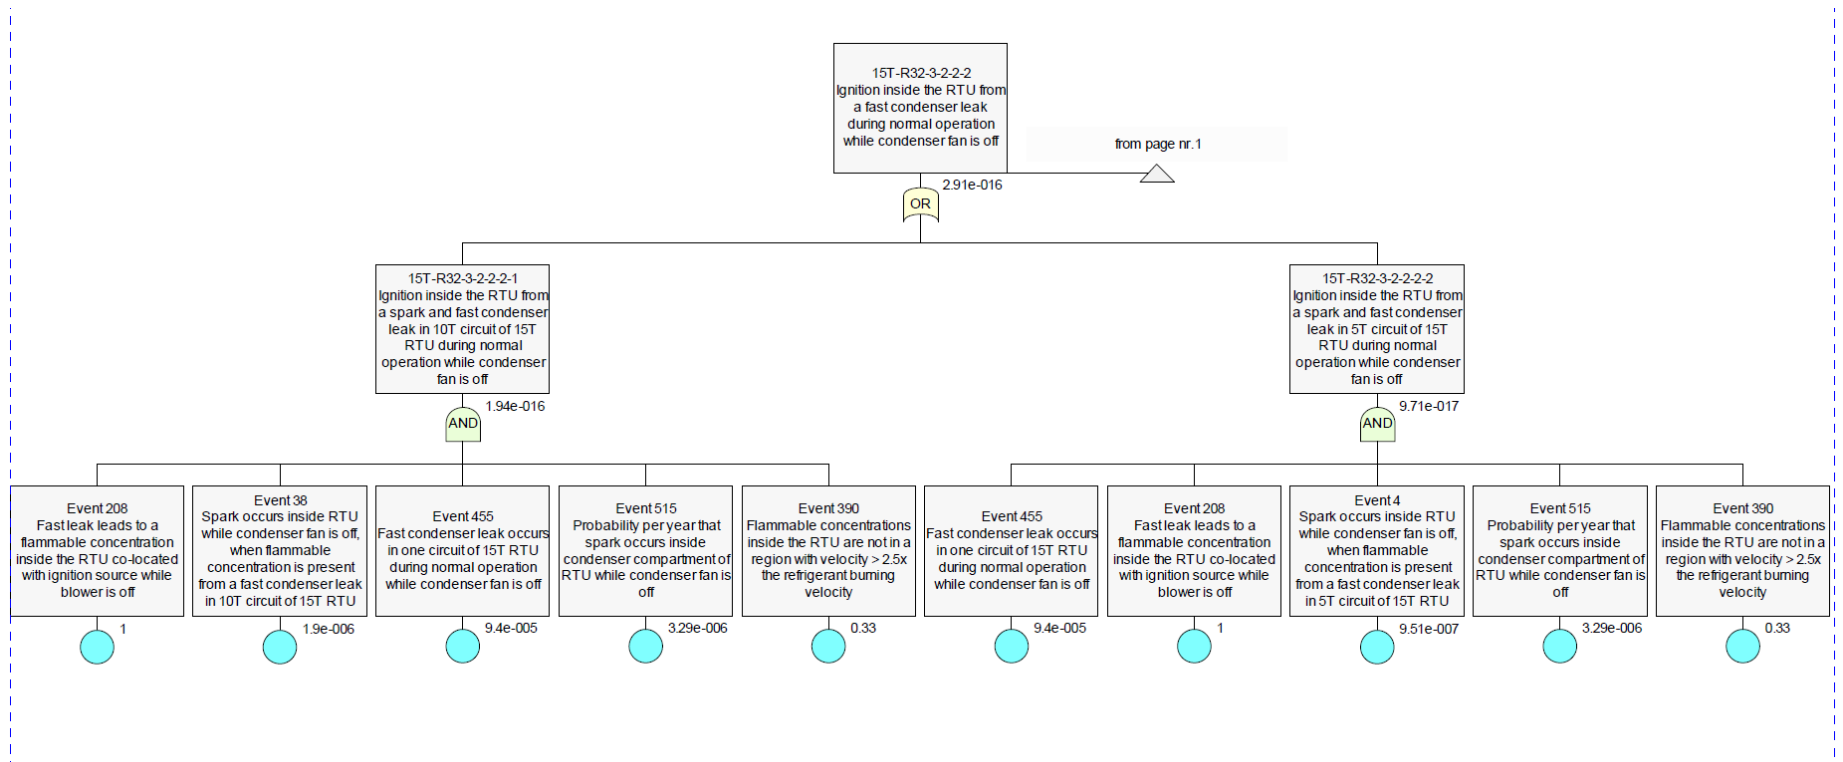 15T-R32-3-2-2-2
Ignition inside the RTU from
a fast condenser leak
during normal operation
while condenser fan is off
from page nr.1
2.91e-016
OR
15T-R32-3-2-2-2-1
Ignition inside the RTU from
a spark and fast condenser
leak in 10T circuit of 15T
RTU during normal
operation while condenser
fan is off
1.94e-016
AND
15T-R32-3-2-2-2-2
Ignition inside the RTU from
a spark and fast condenser
leak in 5T circuit of 15T
RTU during normal
operation while condenser
fan is off
9.71e-017
AND
Event 208
Fast leak leads to a
flammable concentration
inside the RTU co-located
with ignition source while
blower is off
1
Event 38
Spark occurs inside RTU
while condenser fan is off,
when flammable
concentration is present
from a fast condenser leak
in 10T circuit of 15T RTU
1.9e-006
Event 455
Fast condenser leak occurs
in one circuit of 15T RTU
during normal operation
while condenser fan is off
9.4e-005
Event 515
Probability per year that
spark occurs inside
condenser compartment of
RTU while condenser fan is
off
3.29e-006
Event 390
Flammable concentrations
inside the RTU are not in a
region with velocity > 2.5x
the refrigerant burning
velocity
0.33
Event 455
Fast condenser leak occurs
in one circuit of 15T RTU
during normal operation
while condenser fan is off
9.4e-005
Event 208
Fast leak leads to a
flammable concentration
inside the RTU co-located
with ignition source while
blower is off
1
Event 4
Spark occurs inside RTU
while condenser fan is off,
when flammable
concentration is present
from a fast condenser leak
in 5T circuit of 15T RTU
9.51e-007
Event 515
Probability per year that
spark occurs inside
condenser compartment of
RTU while condenser fan is
off
3.29e-006
Event 390
Flammable concentrations
inside the RTU are not in a
region with velocity > 2.5x
the refrigerant burning
velocity
0.33